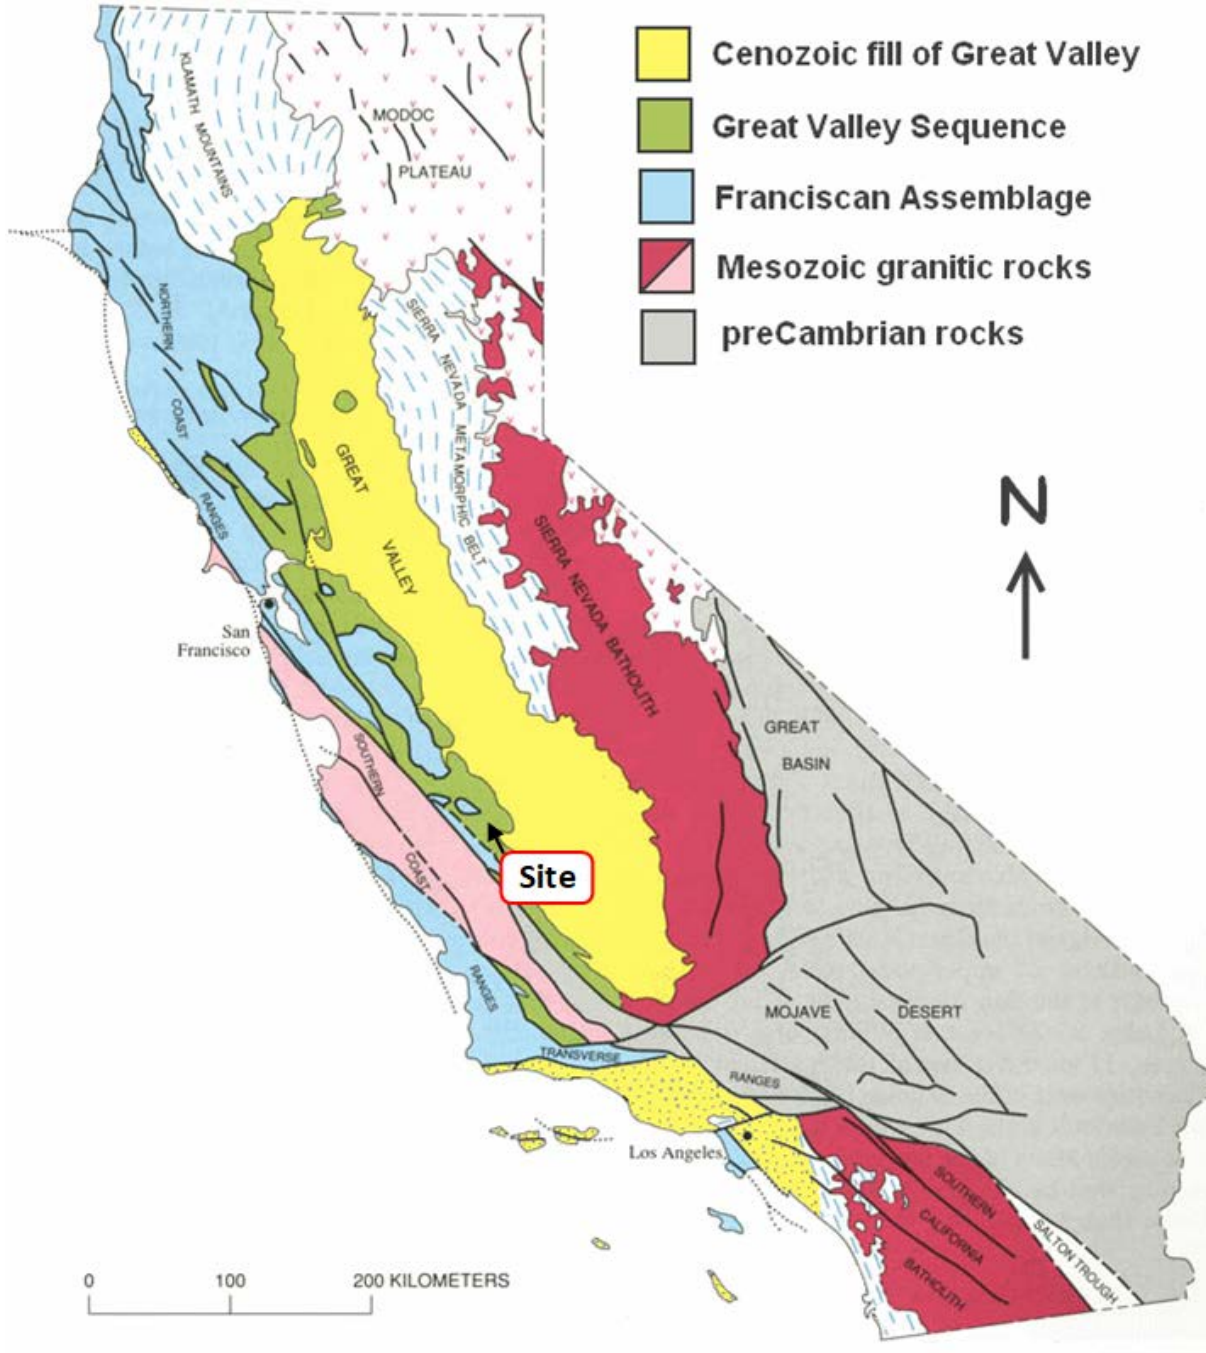 Cenozoic fill of Great Valley
Great Valley Sequence
Franciscan Assemblage
Mesozoic granitic rocks
preCambrian rocks
KLAMATH MOUNTAINS
MODOC
PLATEAU
NORTHERN
COAST
RANGES
SIERRA NEVADA METAMORPHIC BELT
GREAT
VALLEY
N
SIERRA NEVADA BATHOLITH
San
Francisco
GREAT
BASIN
SOUTHERN
COAST
RANGES
Site
MOJAVE
DESERT
TRANSVERSE
RANGES
Los Angeles
SOUTHERN
CALIFORNIA
BATHOLITH
SALTON TROUGH
0 100 200 KILOMETERS